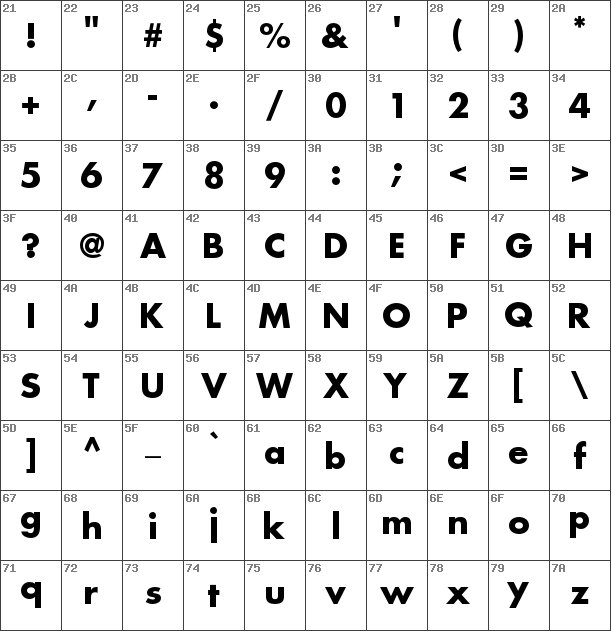 21 22 23 24 25 26 27 28 29 2A
! " # $ % & ' ( ) *
2B 2C 2D 2E 2F 30 31 32 33 34
+ , - . / 0 1 2 3 4
35 36 37 38 39 3A 3B 3C 3D 3E
5 6 7 8 9 : ; < = >
3F 40 41 42 43 44 45 46 47 48
? @ A B C D E F G H
49 4A 4B 4C 4D 4E 4F 50 51 52
I J K L M N O P Q R
53 54 55 56 57 58 59 5A 5B 5C
S T U V W X Y Z [ \
5D 5E 5F 60 61 62 63 64 65 66
] ^ _ ` a b c d e f
67 68 69 6A 6B 6C 6D 6E 6F 70
g h i j k l m n o p
71 72 73 74 75 76 77 78 79 7A
q r s t u v w x y z